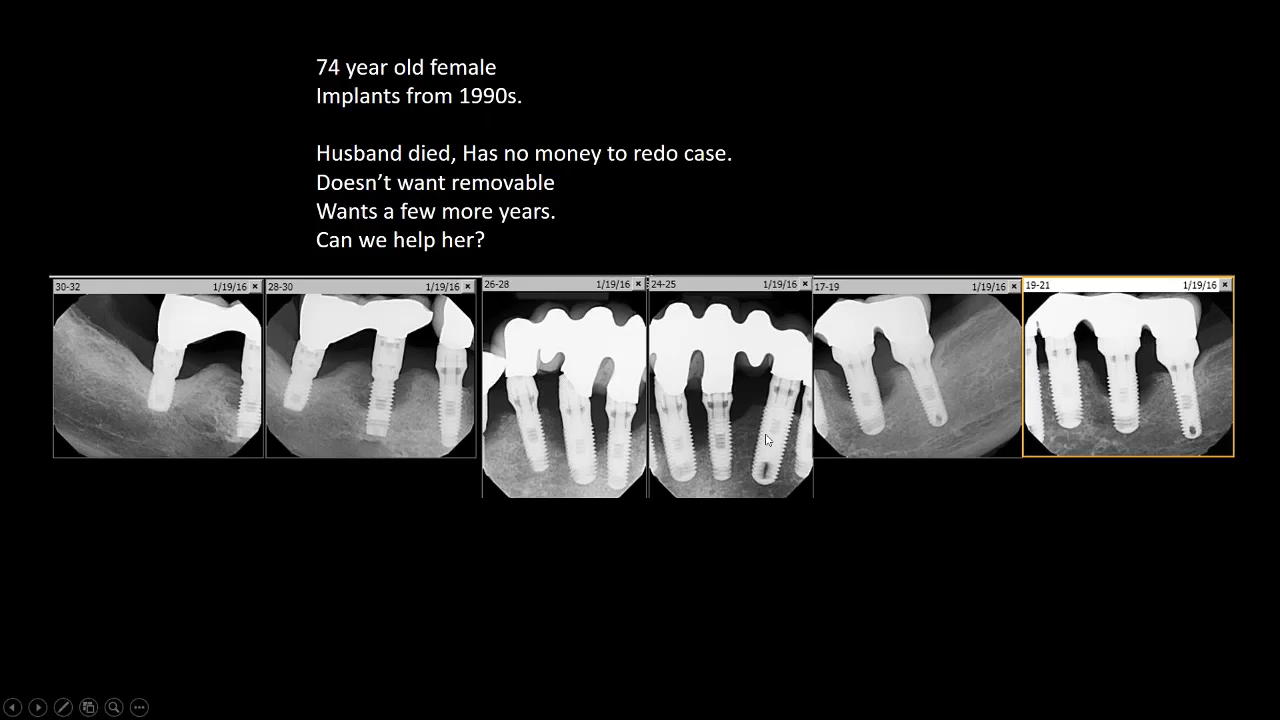 74 year old female
Implants from 1990s.
Husband died, Has no money to redo case.
Doesn't want removable
Wants a few more years.
Can we help her?
30-32 1/19/16
28-30 1/19/16
26-28 1/19/16
24-25 1/19/16
17-19 1/19/16
19-21 1/19/16